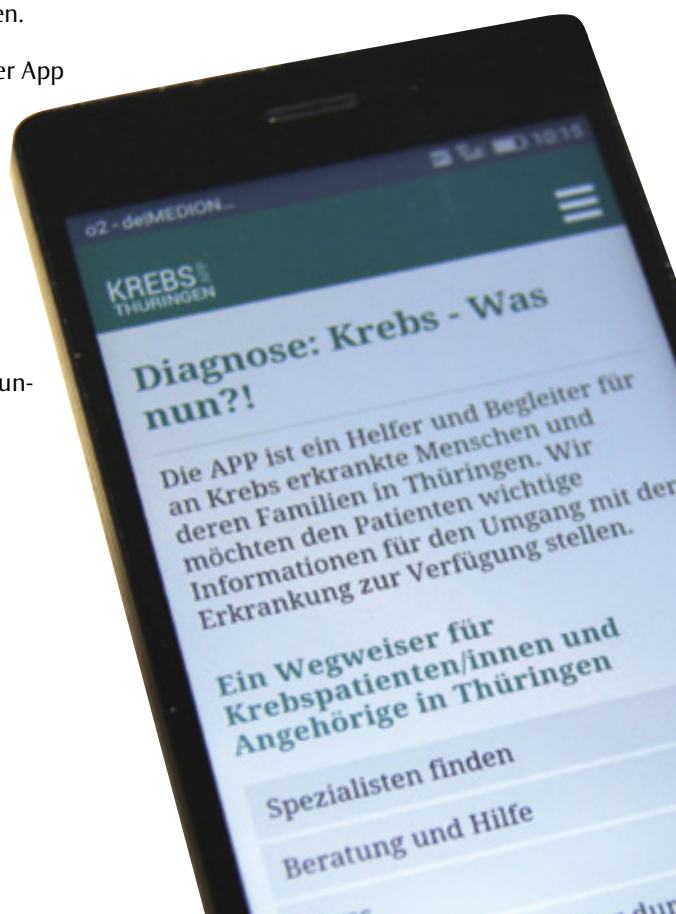 en.
er App
un-
o2 - de|MEDION... 10:15
KREBS
THÜRINGEN
Diagnose: Krebs - Was
nun?!
Die APP ist ein Helfer und Begleiter für
an Krebs erkrankte Menschen und
deren Familien in Thüringen. Wir
möchten den Patienten wichtige
Informationen für den Umgang mit der
Erkrankung zur Verfügung stellen.
Ein Wegweiser für
Krebspatienten/innen und
Angehörige in Thüringen
Spezialisten finden
Beratung und Hilfe